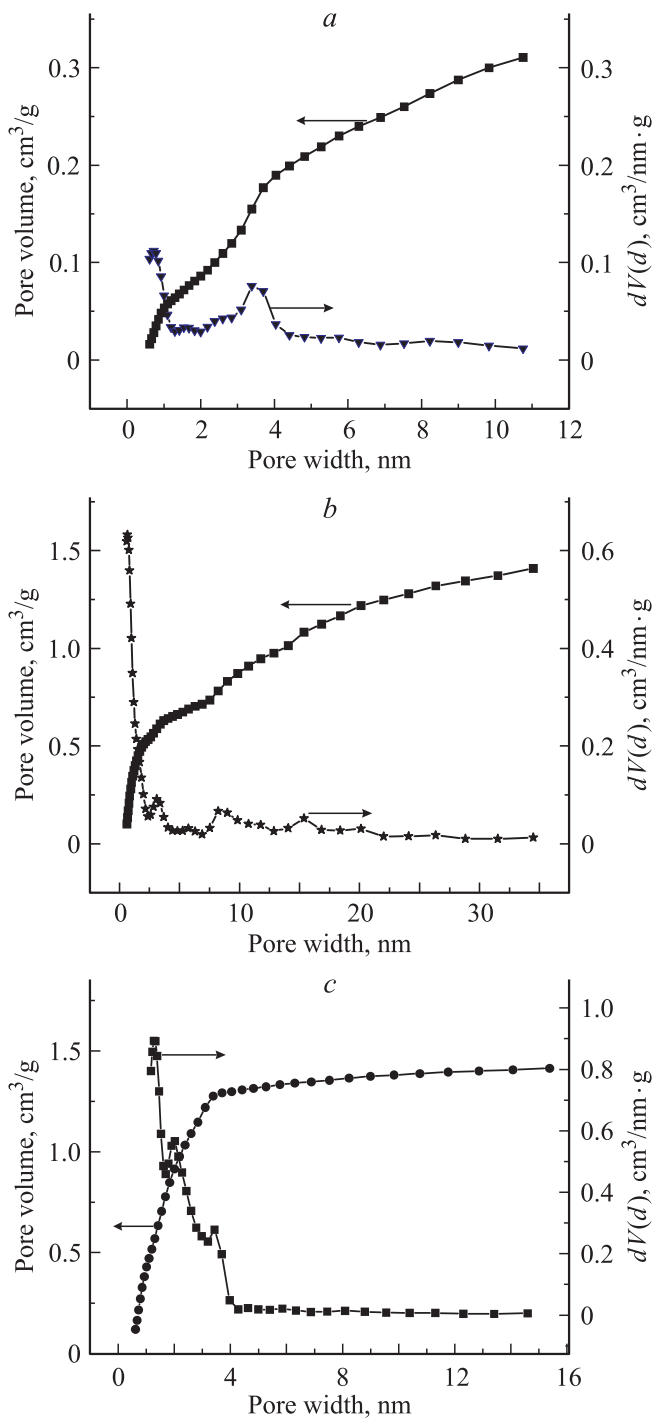 a
0.3
0.2
0.1
0
Pore volume, cm³/g
0.3
0.2
0.1
0
dV(d), cm³/nm·g
0 2 4 6 8 10 12
Pore width, nm
b
1.5
1.0
0.5
0
Pore volume, cm³/g
0.6
0.4
0.2
0
dV(d), cm³/nm·g
0 10 20 30
Pore width, nm
c
1.5
1.0
0.5
0
Pore volume, cm³/g
1.0
0.8
0.6
0.4
0.2
0
dV(d), cm³/nm·g
0 4 8 12 16
Pore width, nm